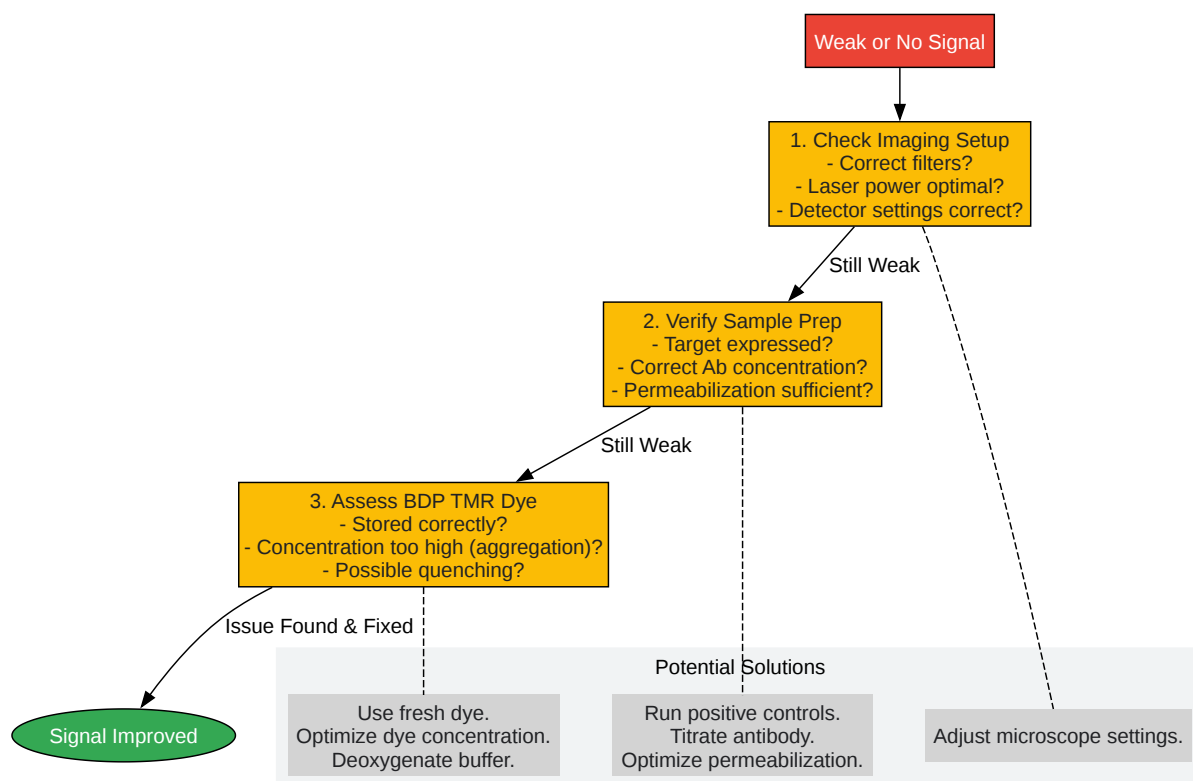 Weak or No Signal
1. Check Imaging Setup
- Correct filters?
- Laser power optimal?
- Detector settings correct?
Still Weak
2. Verify Sample Prep
- Target expressed?
- Correct Ab concentration?
- Permeabilization sufficient?
Still Weak
3. Assess BDP TMR Dye
- Stored correctly?
- Concentration too high (aggregation)?
- Possible quenching?
Issue Found & Fixed
Potential Solutions
Signal Improved
Use fresh dye.
Optimize dye concentration.
Deoxygenate buffer.
Run positive controls.
Titrate antibody.
Optimize permeabilization.
Adjust microscope settings.